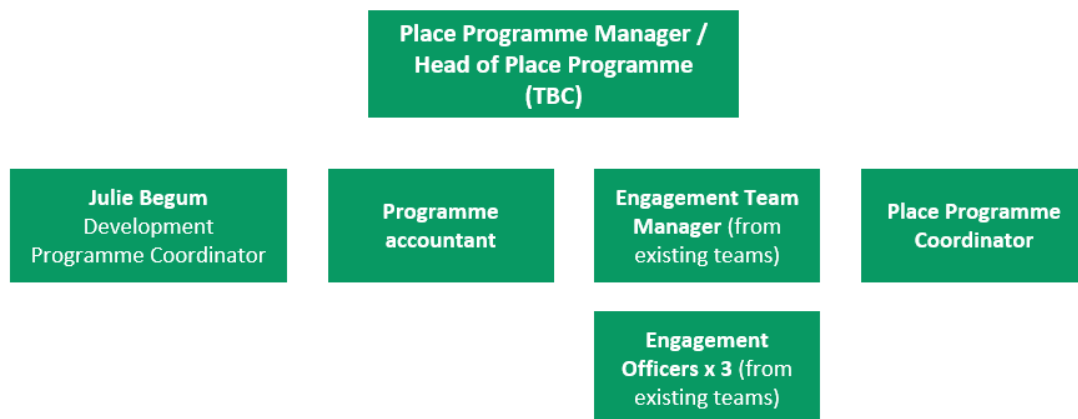 Place Programme Manager /
Head of Place Programme
(TBC)
Julie Begum
Development
Programme Coordinator
Programme
accountant
Engagement Team
Manager (from
existing teams)
Place Programme
Coordinator
Engagement
Officers x 3 (from
existing teams)